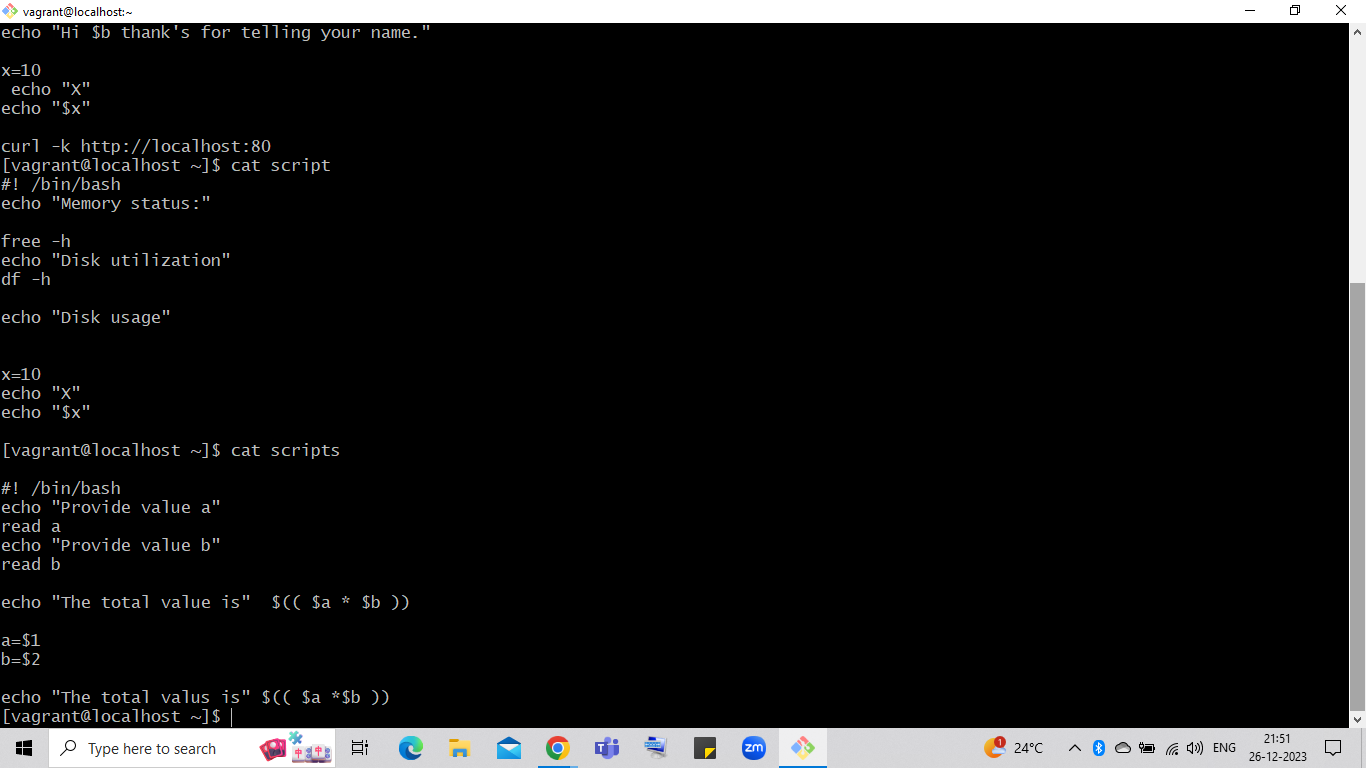 vagrant@localhost:~
echo "Hi $b thank's for telling your name."
x=10
echo "X"
echo "$x"
curl -k http://localhost:80
[vagrant@localhost ~]$ cat script
#! /bin/bash
echo "Memory status:"
free -h
echo "Disk utilization"
df -h
echo "Disk usage"
x=10
echo "X"
echo "$x"
[vagrant@localhost ~]$ cat scripts
#! /bin/bash
echo "Provide value a"
read a
echo "Provide value b"
read b
echo "The total value is"  $(( $a * $b ))
a=$1
b=$2
echo "The total valus is" $(( $a *$b ))
[vagrant@localhost ~]$
Type here to search
zm
1
24°C
ENG
21:51
26-12-2023